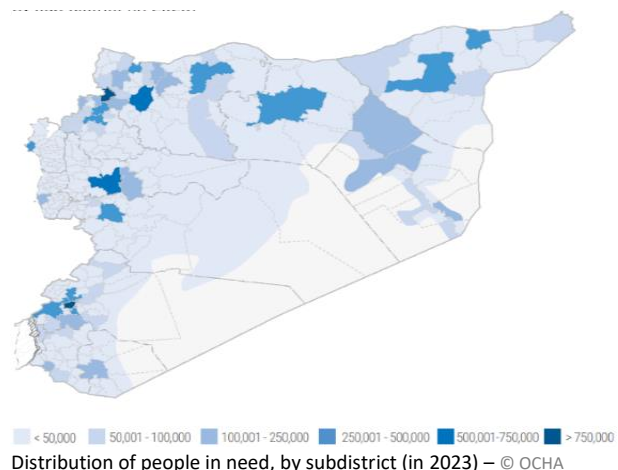 < 50,000 50,001 - 100,000 100,001 - 250,000 250,001 - 500,000 500,001-750,000 > 750,000
Distribution of people in need, by subdistrict (in 2023) – © OCHA